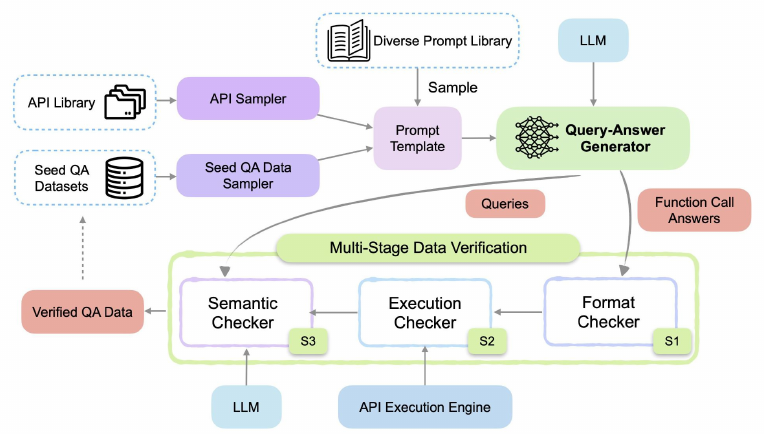 Diverse Prompt Library
LLM
API Library
API Sampler
Sample
Prompt
Template
Query-Answer
Generator
Seed QA
Datasets
Seed QA Data
Sampler
Queries
Function Call
Answers
Multi-Stage Data Verification
Verified QA Data
Semantic
Checker
S3
Execution
Checker
S2
Format
Checker
S1
LLM
API Execution Engine